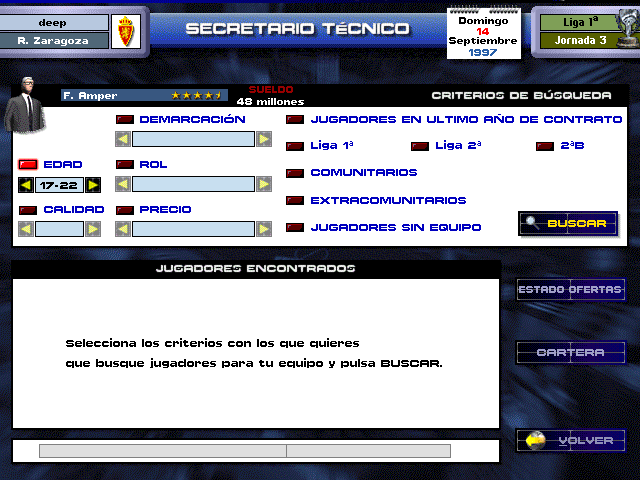 deep
R. Zaragoza
SECRETARIO TÉCNICO
Domingo
14
Septiembre
1997
Liga 1ª
Jornada 3
F. Amper
SUELDO
48 millones
CRITERIOS DE BÚSQUEDA
DEMARCACIÓN
EDAD
17-22
ROL
CALIDAD
PRECIO
JUGADORES EN ULTIMO AÑO DE CONTRATO
Liga 1ª
Liga 2ª
2ªB
COMUNITARIOS
EXTRACOMUNITARIOS
JUGADORES SIN EQUIPO
BUSCAR
JUGADORES ENCONTRADOS
Selecciona los criterios con los que quieres
que busque jugadores para tu equipo y pulsa BUSCAR.
ESTADO OFERTAS
CARTERA
VOLVER